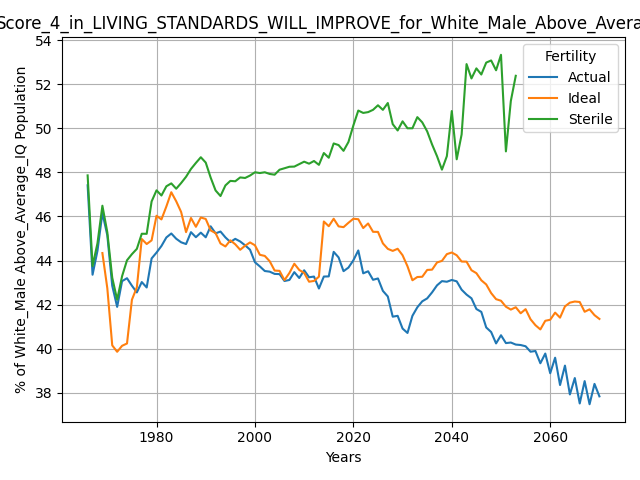 Score_4_in_LIVING_STANDARDS_WILL_IMPROVE_for_White_Male_Above_Avera
% of White_Male Above_Average_IQ Population
54
52
50
48
46
44
42
40
38
Fertility
Actual
Ideal
Sterile
1980
2000
2020
2040
2060
Years